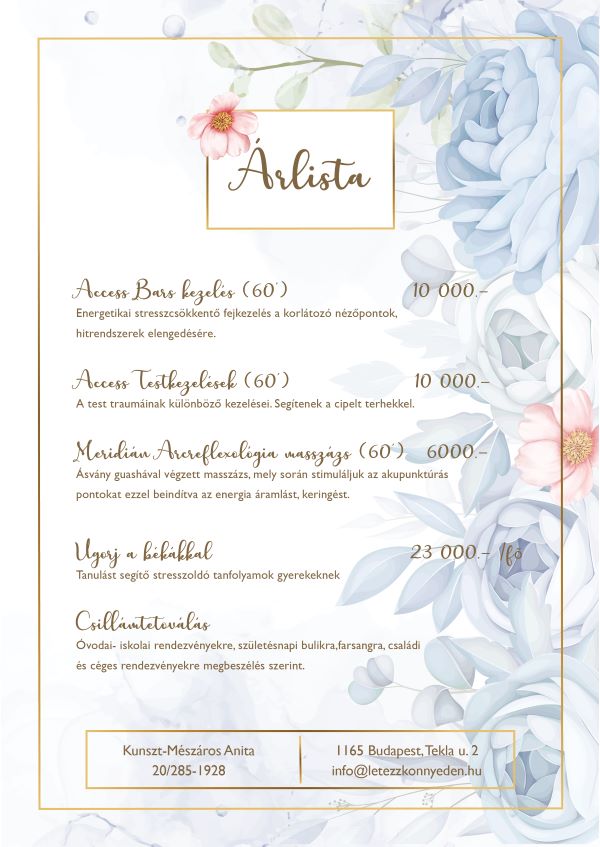 Árlista
Access Bars kezelés (60') 10 000.-
Energetikai stresszcsökkentő fejkezelés a korlátozó nézőpontok,
hitrendszerek elengedésére.
Access Testkezelések (60') 10 000.-
A test traumáinak különböző kezelései. Segítenek a cipelt terhekkel.
Meridián Arcreflexológia masszázs (60') 6000.-
Ásvány guashával végzett masszázs, mely során stimuláljuk az akupunktúrás
pontokat ezzel beindítva az energia áramlást, keringést.
Ugorj a békákkal 23 000.- /fő
Tanulást segítő stresszoldó tanfolyamok gyerekeknek
Csillámtetoválás
Óvodai- iskolai rendezvényekre, születésnapi bulikra,farsangra, családi
és céges rendezvényekre megbeszélés szerint.
Kunszt-Mészáros Anita
20/285-1928
1165 Budapest, Tekla u. 2
info@letezzkonnyeden.hu